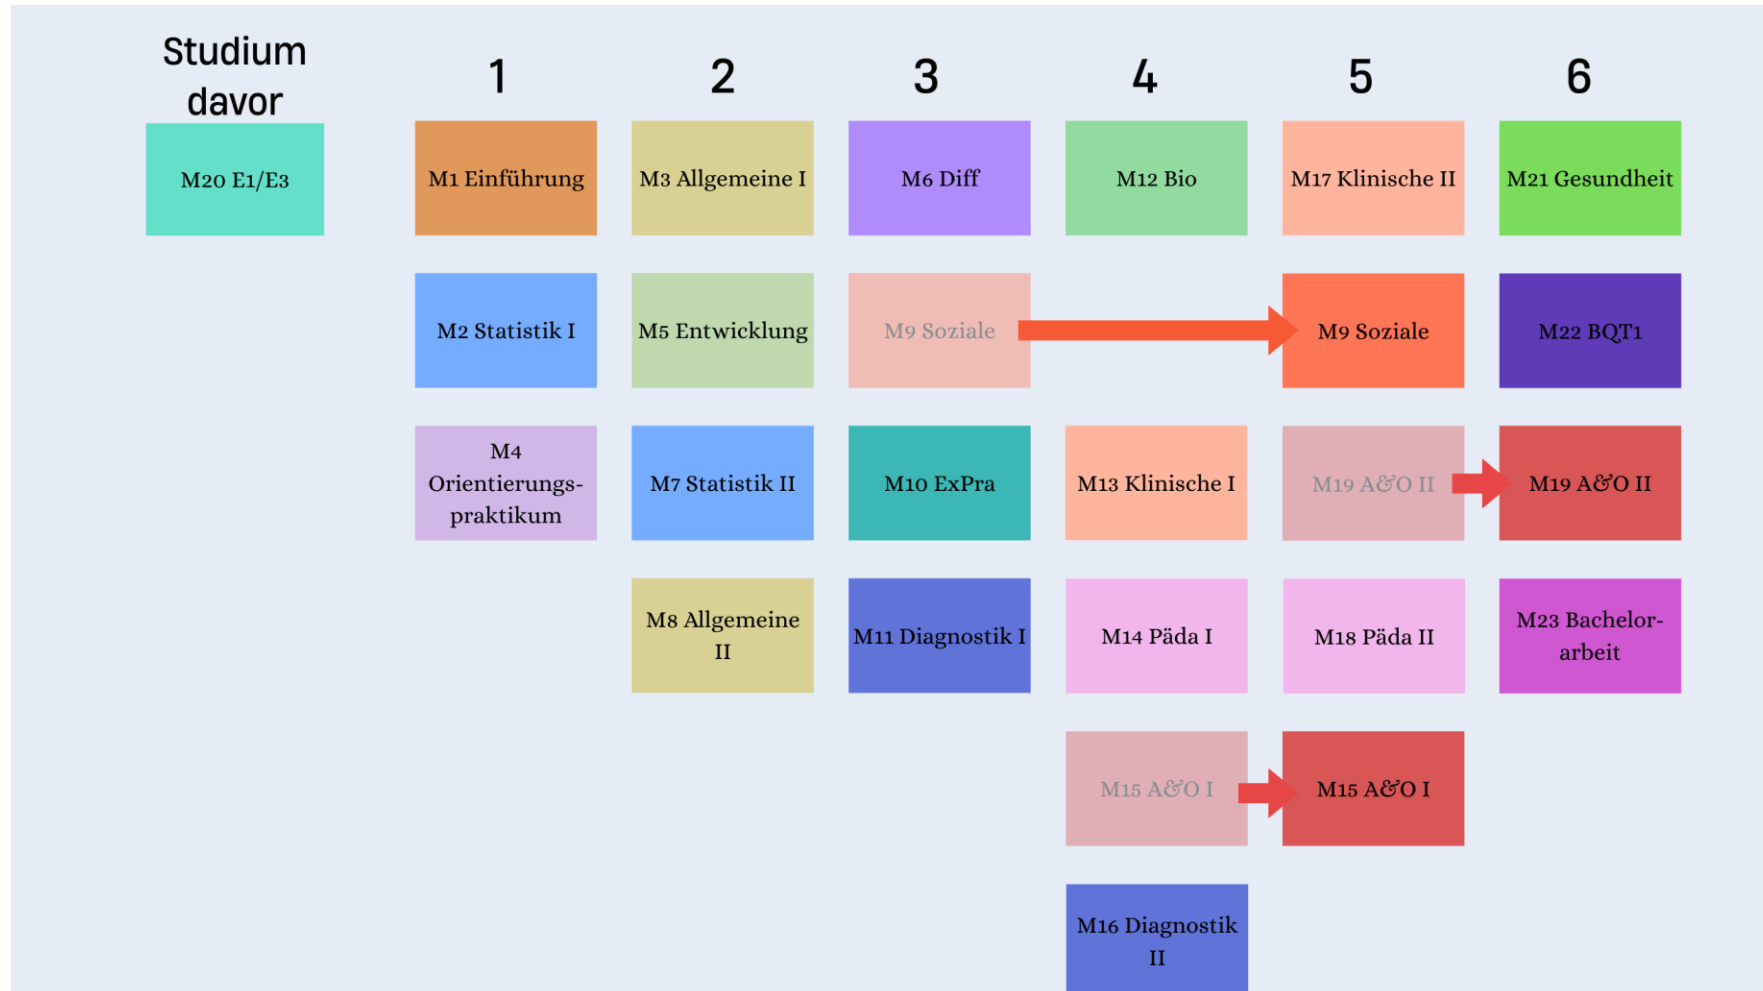 Studium
davor
1
2
3
4
5
6
M20 E1/E3
M1 Einführung
M3 Allgemeine I
M6 Diff
M12 Bio
M17 Klinische II
M21 Gesundheit
M2 Statistik I
M5 Entwicklung
M9 Soziale
M9 Soziale
M22 BQT1
M4
Orientierungs-
praktikum
M7 Statistik II
M10 ExPra
M13 Klinische I
M19 A&O II
M19 A&O II
M8 Allgemeine
II
M11 Diagnostik I
M14 Päda I
M18 Päda II
M23 Bachelor-
arbeit
M15 A&O I
M15 A&O I
M16 Diagnostik
II